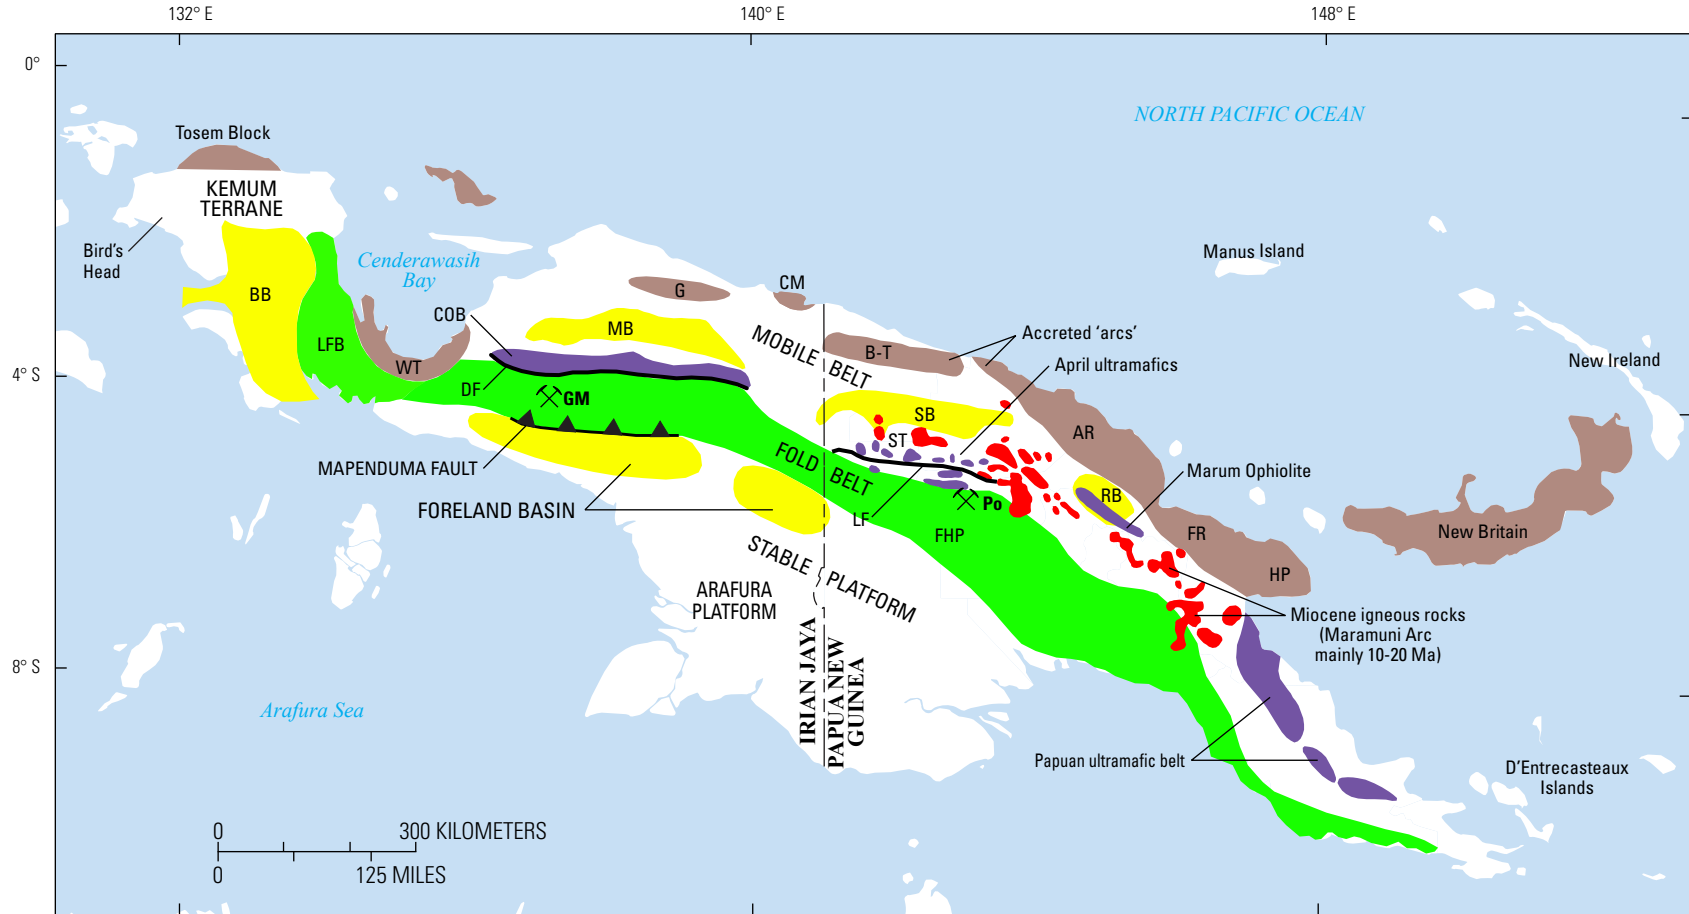 132° E
140° E
148° E
0°
4° S
8° S
NORTH PACIFIC OCEAN
Tosem Block
KEMUM
TERRANE
Bird's
Head
Cenderawasih
Bay
Manus Island
BB
G
CM
COB
MB
LFB
WT
MOBILE BELT
B-T
Accreted ‘arcs’
April ultramafics
New Ireland
DF
GM
SB
ST
AR
MAPENDUMA FAULT
FOLD BELT
Marum Ophiolite
RB
FORELAND BASIN
LF
Po
FHP
FR
New Britain
HP
STABLE PLATFORM
ARAFURA
PLATFORM
Miocene igneous rocks
(Maramuni Arc
mainly 10-20 Ma)
IRIAN JAYA
PAPUA NEW
GUINEA
Arafura Sea
Papuan ultramafic belt
D'Entrecasteaux
Islands
0 300 KILOMETERS
0 125 MILES